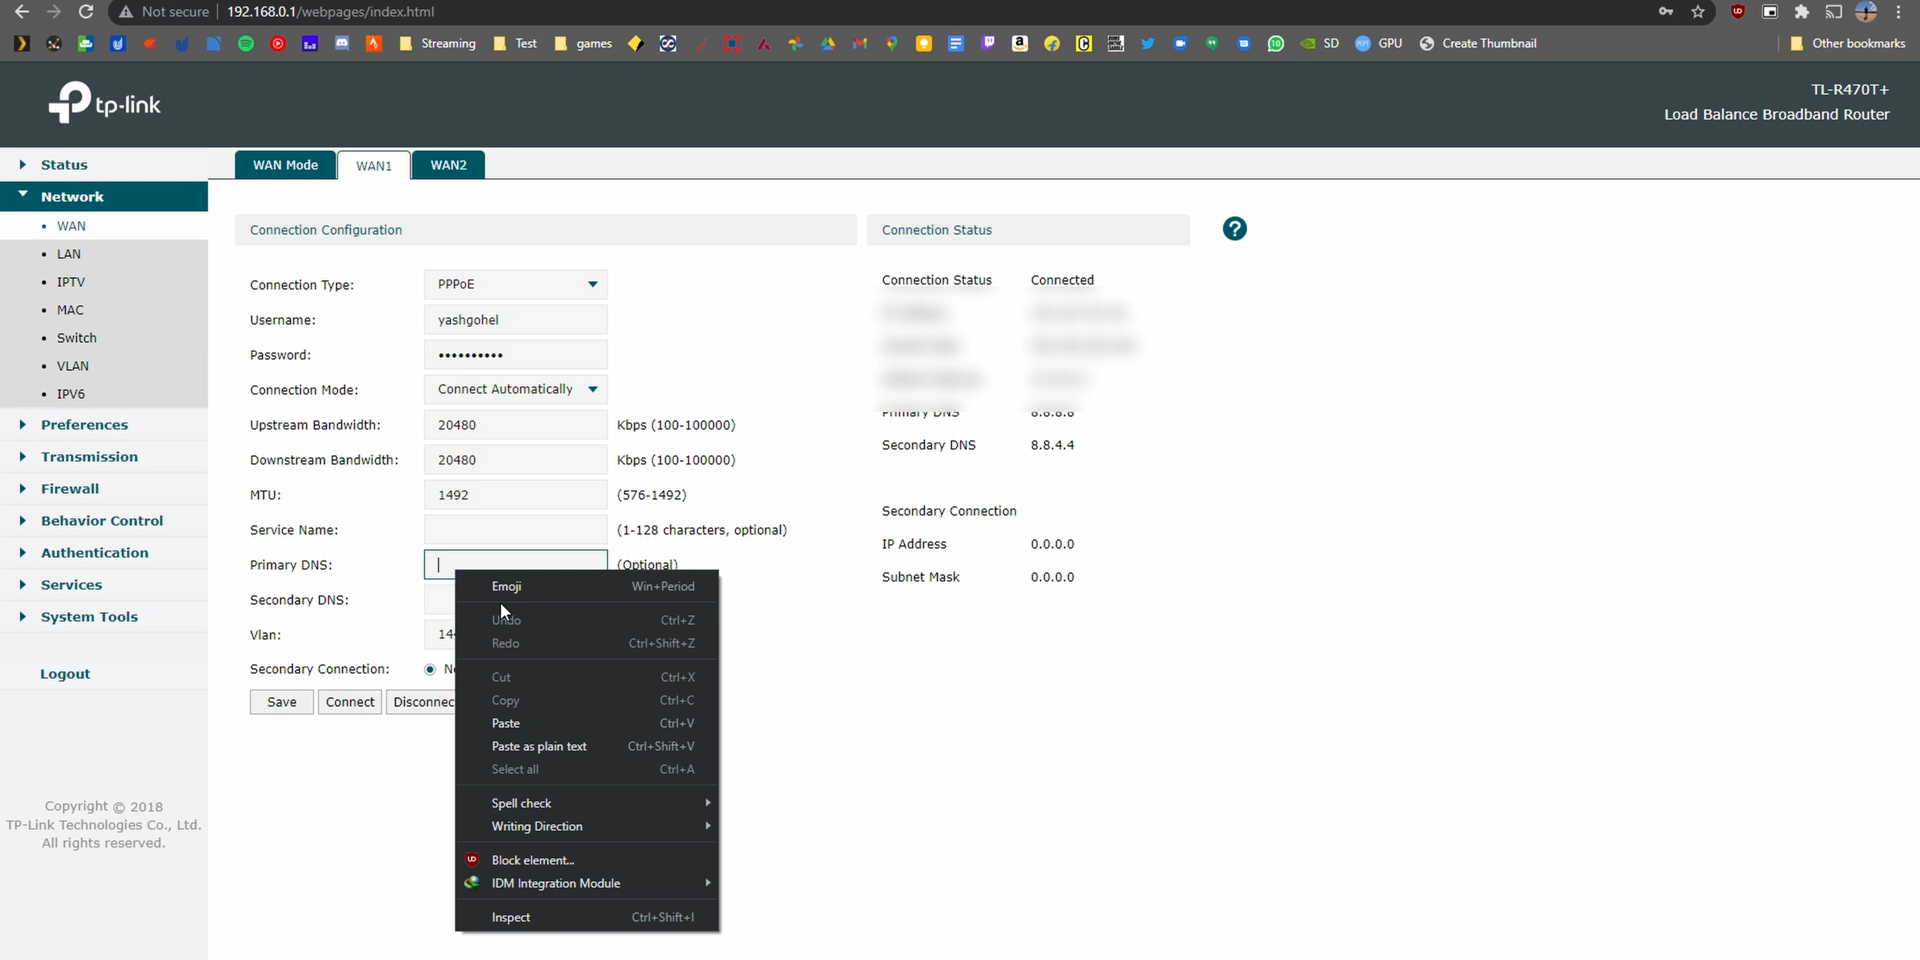 Not secure | 192.168.0.1/webpages/index.html
Streaming Test games SD GPU Create Thumbnail Other bookmarks
tp-link
TL-R470T+
Load Balance Broadband Router
Status
Network
WAN
LAN
IPTV
MAC
Switch
VLAN
IPV6
Preferences
Transmission
Firewall
Behavior Control
Authentication
Services
System Tools
Logout
Copyright © 2018
TP-Link Technologies Co., Ltd.
All rights reserved.
WAN Mode WAN1 WAN2
Connection Configuration
Connection Type: PPPoE
Username: yashgohel
Password: ••••••••••
Connection Mode: Connect Automatically
Upstream Bandwidth: 20480 Kbps (100-100000)
Downstream Bandwidth: 20480 Kbps (100-100000)
MTU: 1492 (576-1492)
Service Name: (1-128 characters, optional)
Primary DNS: (Optional)
Secondary DNS:
Vlan:
Secondary Connection:
Save Connect Disconnec
Emoji Win+Period
Undo Ctrl+Z
Redo Ctrl+Shift+Z
Cut Ctrl+X
Copy Ctrl+C
Paste Ctrl+V
Paste as plain text Ctrl+Shift+V
Select all Ctrl+A
Spell check
Writing Direction
Block element...
IDM Integration Module
Inspect Ctrl+Shift+I
Connection Status ?
Connection Status Connected
Primary DNS 8.8.8.8
Secondary DNS 8.8.4.4
Secondary Connection
IP Address 0.0.0.0
Subnet Mask 0.0.0.0